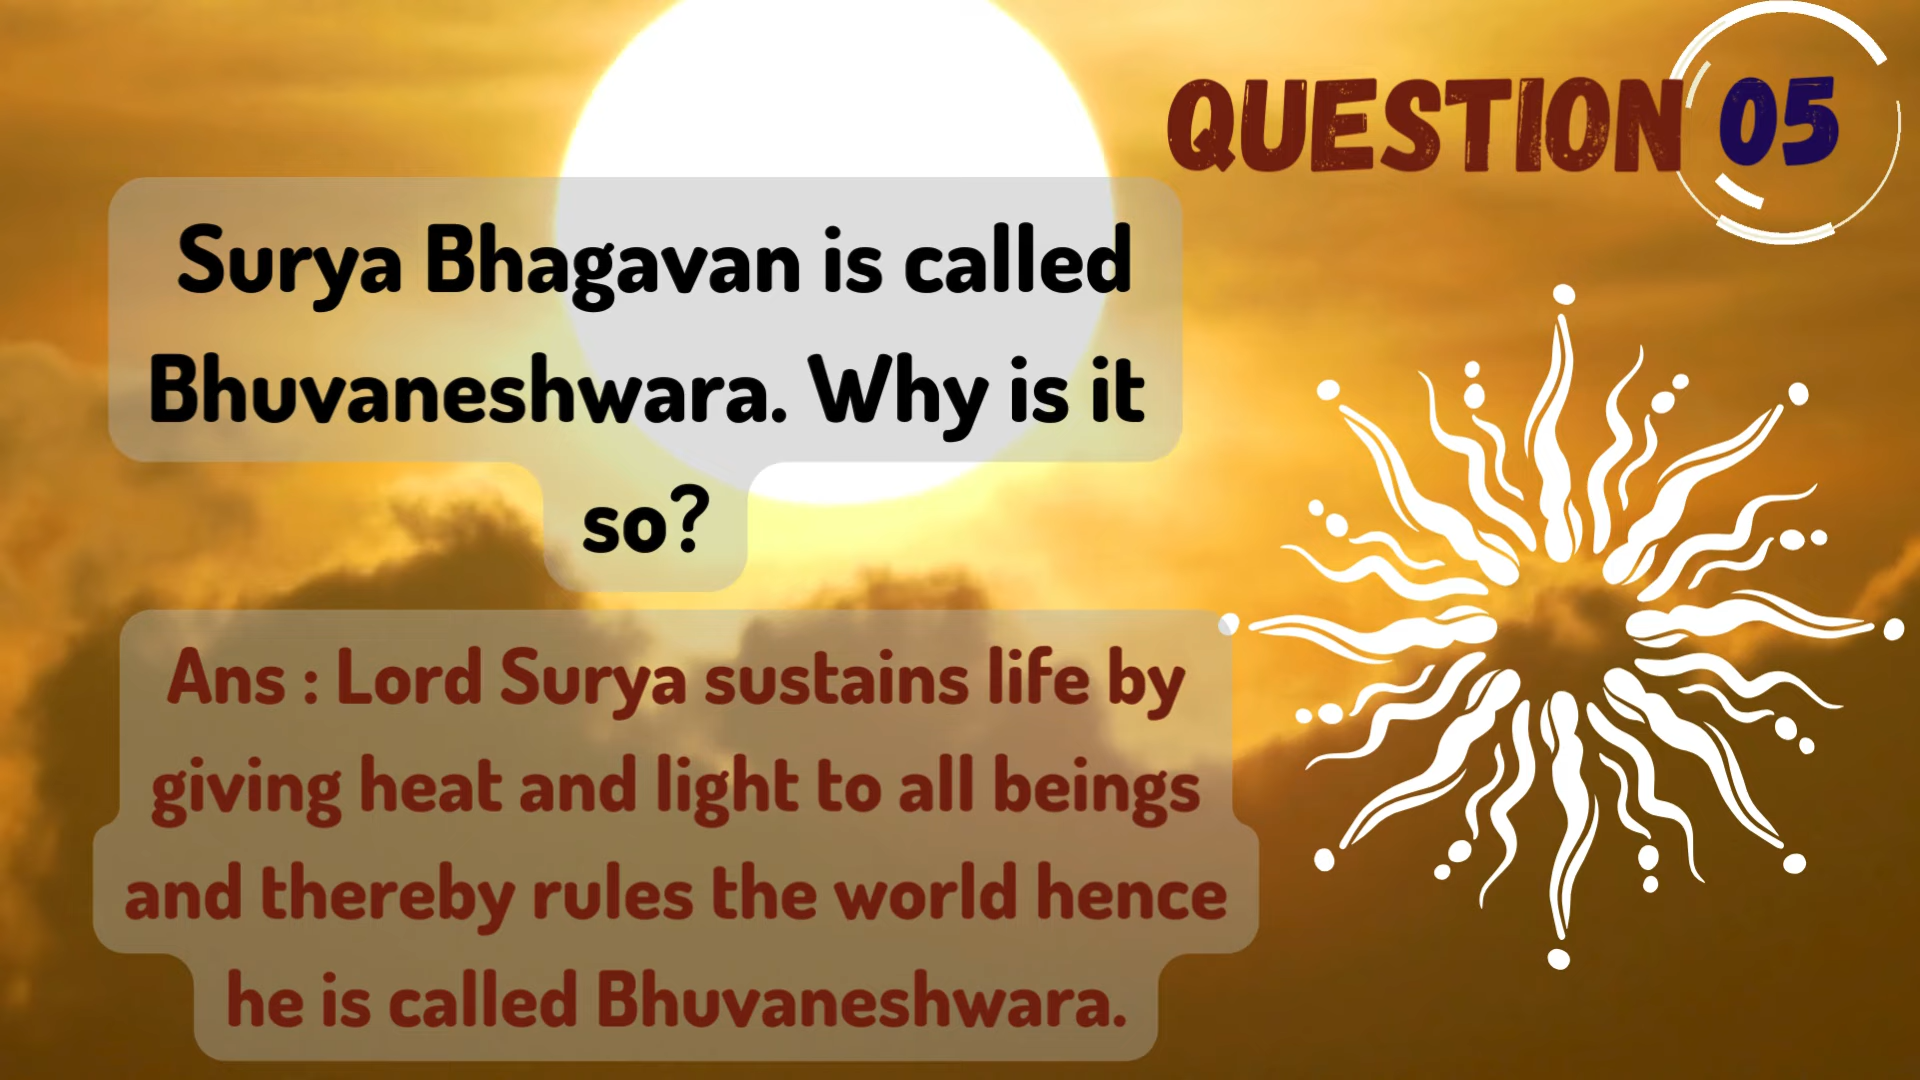 QUESTION 05
Surya Bhagavan is called
Bhuvaneshwara. Why is it
so?
Ans : Lord Surya sustains life by
giving heat and light to all beings
and thereby rules the world hence
he is called Bhuvaneshwara.